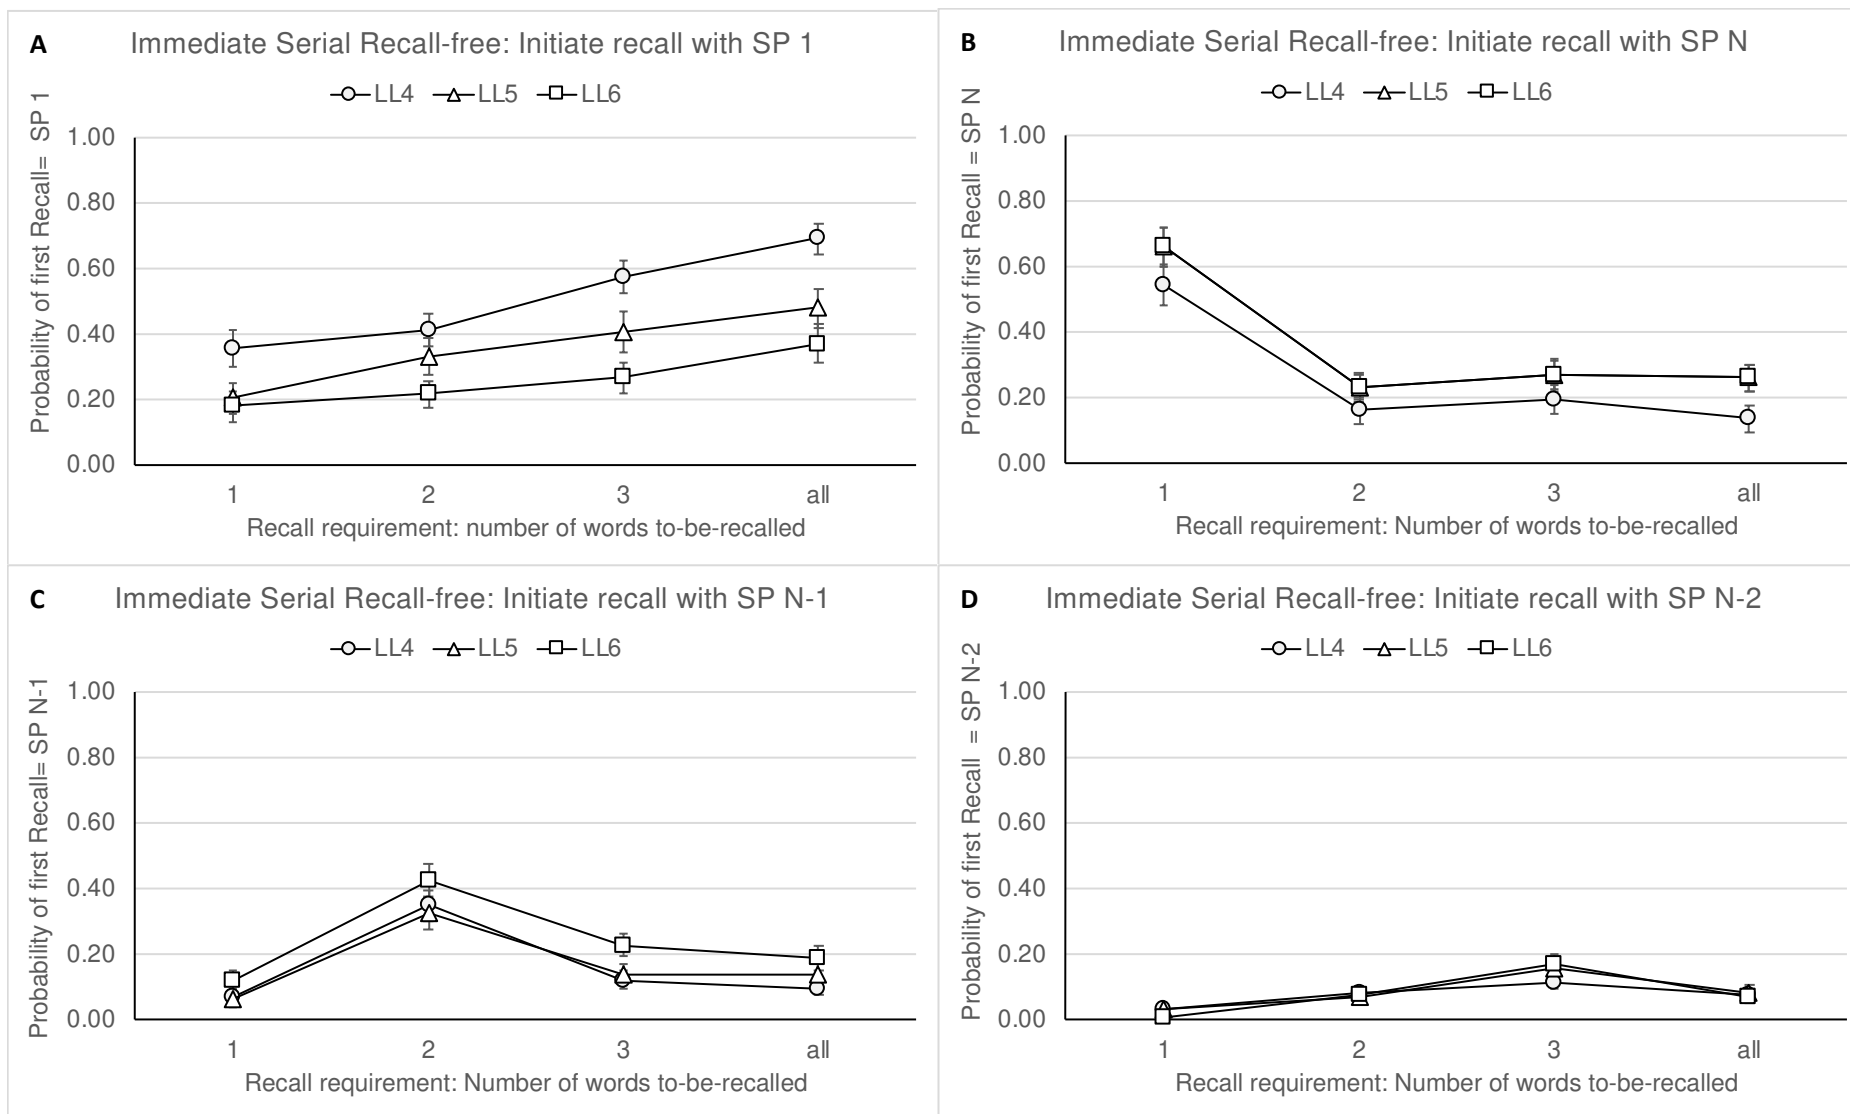 A
Immediate Serial Recall-free: Initiate recall with SP 1
LL4 LL5 LL6
Probability of first Recall= SP 1
1.00
0.80
0.60
0.40
0.20
0.00
1 2 3 all
Recall requirement: number of words to-be-recalled
B
Immediate Serial Recall-free: Initiate recall with SP N
LL4 LL5 LL6
Probability of first Recall = SP N
1.00
0.80
0.60
0.40
0.20
0.00
1 2 3 all
Recall requirement: Number of words to-be-recalled
C
Immediate Serial Recall-free: Initiate recall with SP N-1
LL4 LL5 LL6
Probability of first Recall= SP N-1
1.00
0.80
0.60
0.40
0.20
0.00
1 2 3 all
Recall requirement: Number of words to-be-recalled
D
Immediate Serial Recall-free: Initiate recall with SP N-2
LL4 LL5 LL6
Probability of first Recall = SP N-2
1.00
0.80
0.60
0.40
0.20
0.00
1 2 3 all
Recall requirement: Number of words to-be-recalled